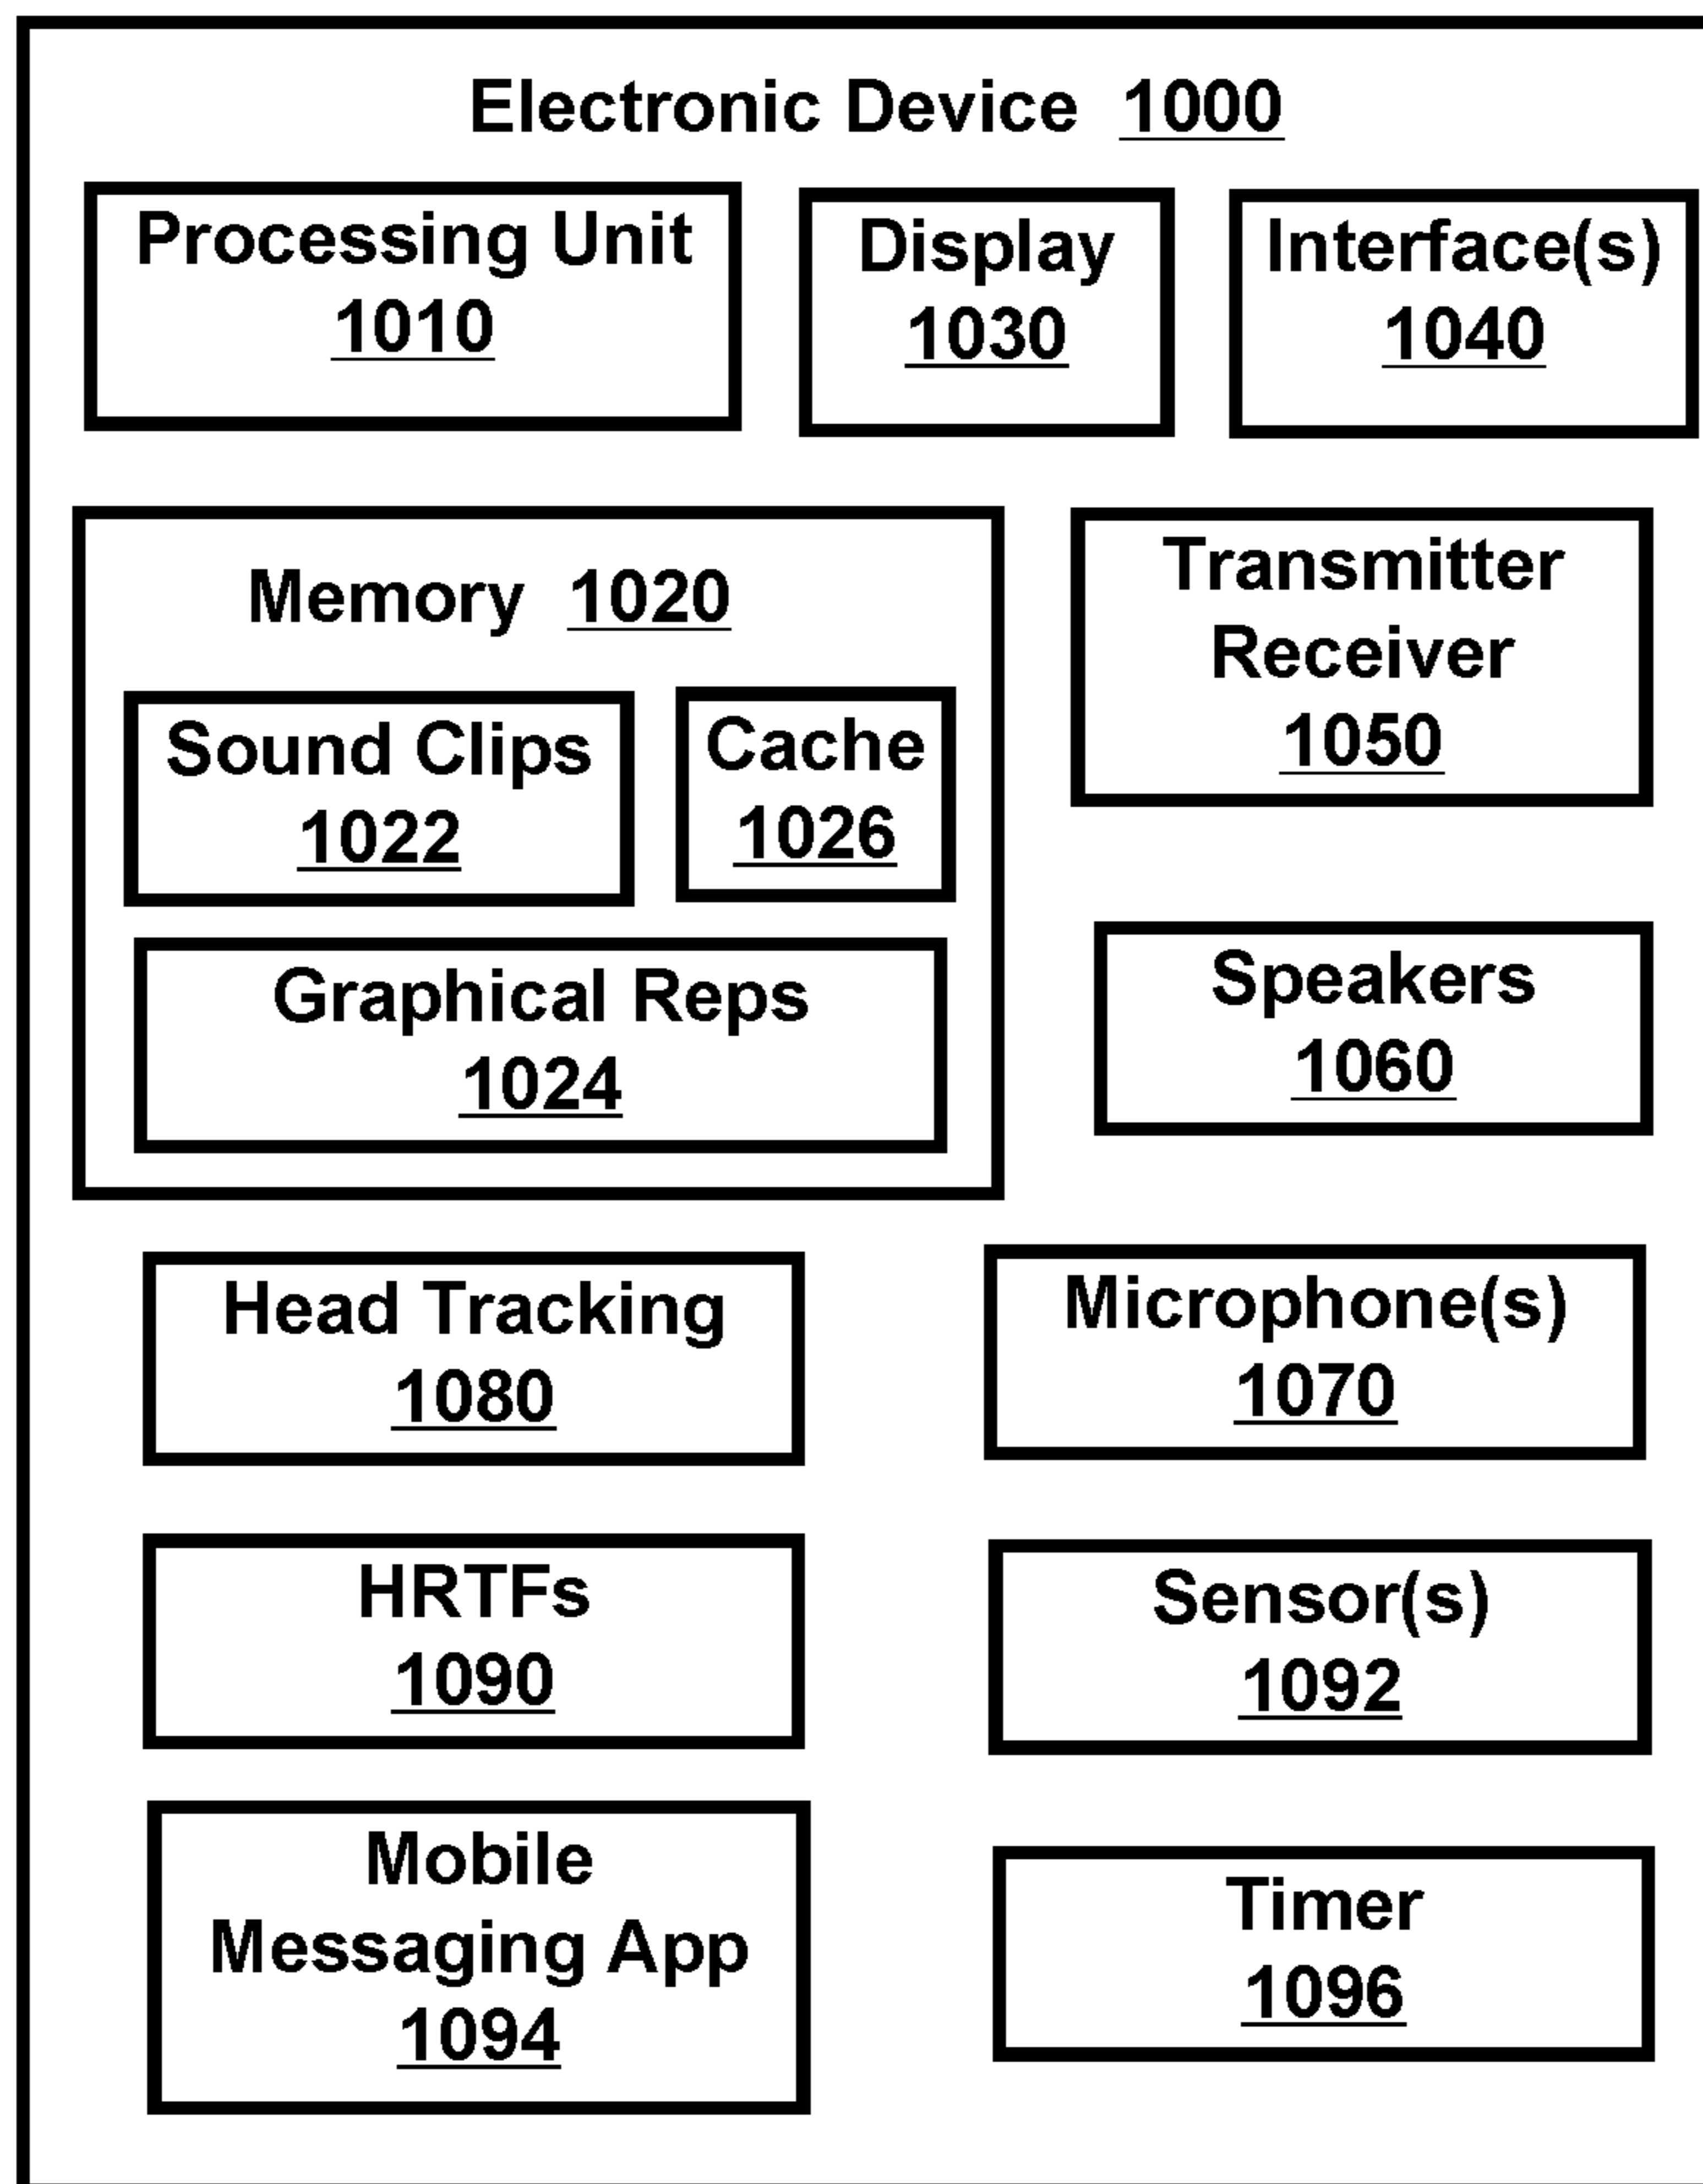 Electronic Device 1000
Processing Unit
1010
Display
1030
Interface(s)
1040
Memory 1020
Sound Clips
1022
Cache
1026
Graphical Reps
1024
Transmitter
Receiver
1050
Speakers
1060
Head Tracking
1080
Microphone(s)
1070
HRTFs
1090
Sensor(s)
1092
Mobile
Messaging App
1094
Timer
1096